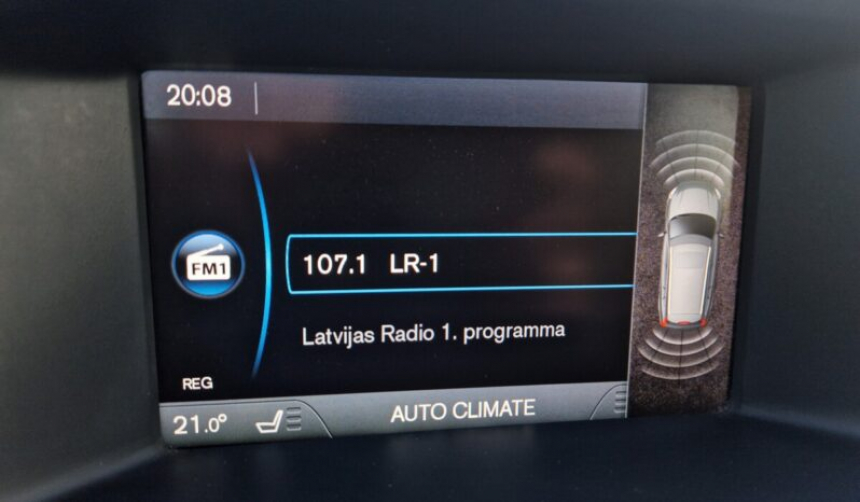 20:08
FM1
107.1 LR-1
Latvijas Radio 1. programma
REG
21.0° AUTO CLIMATE